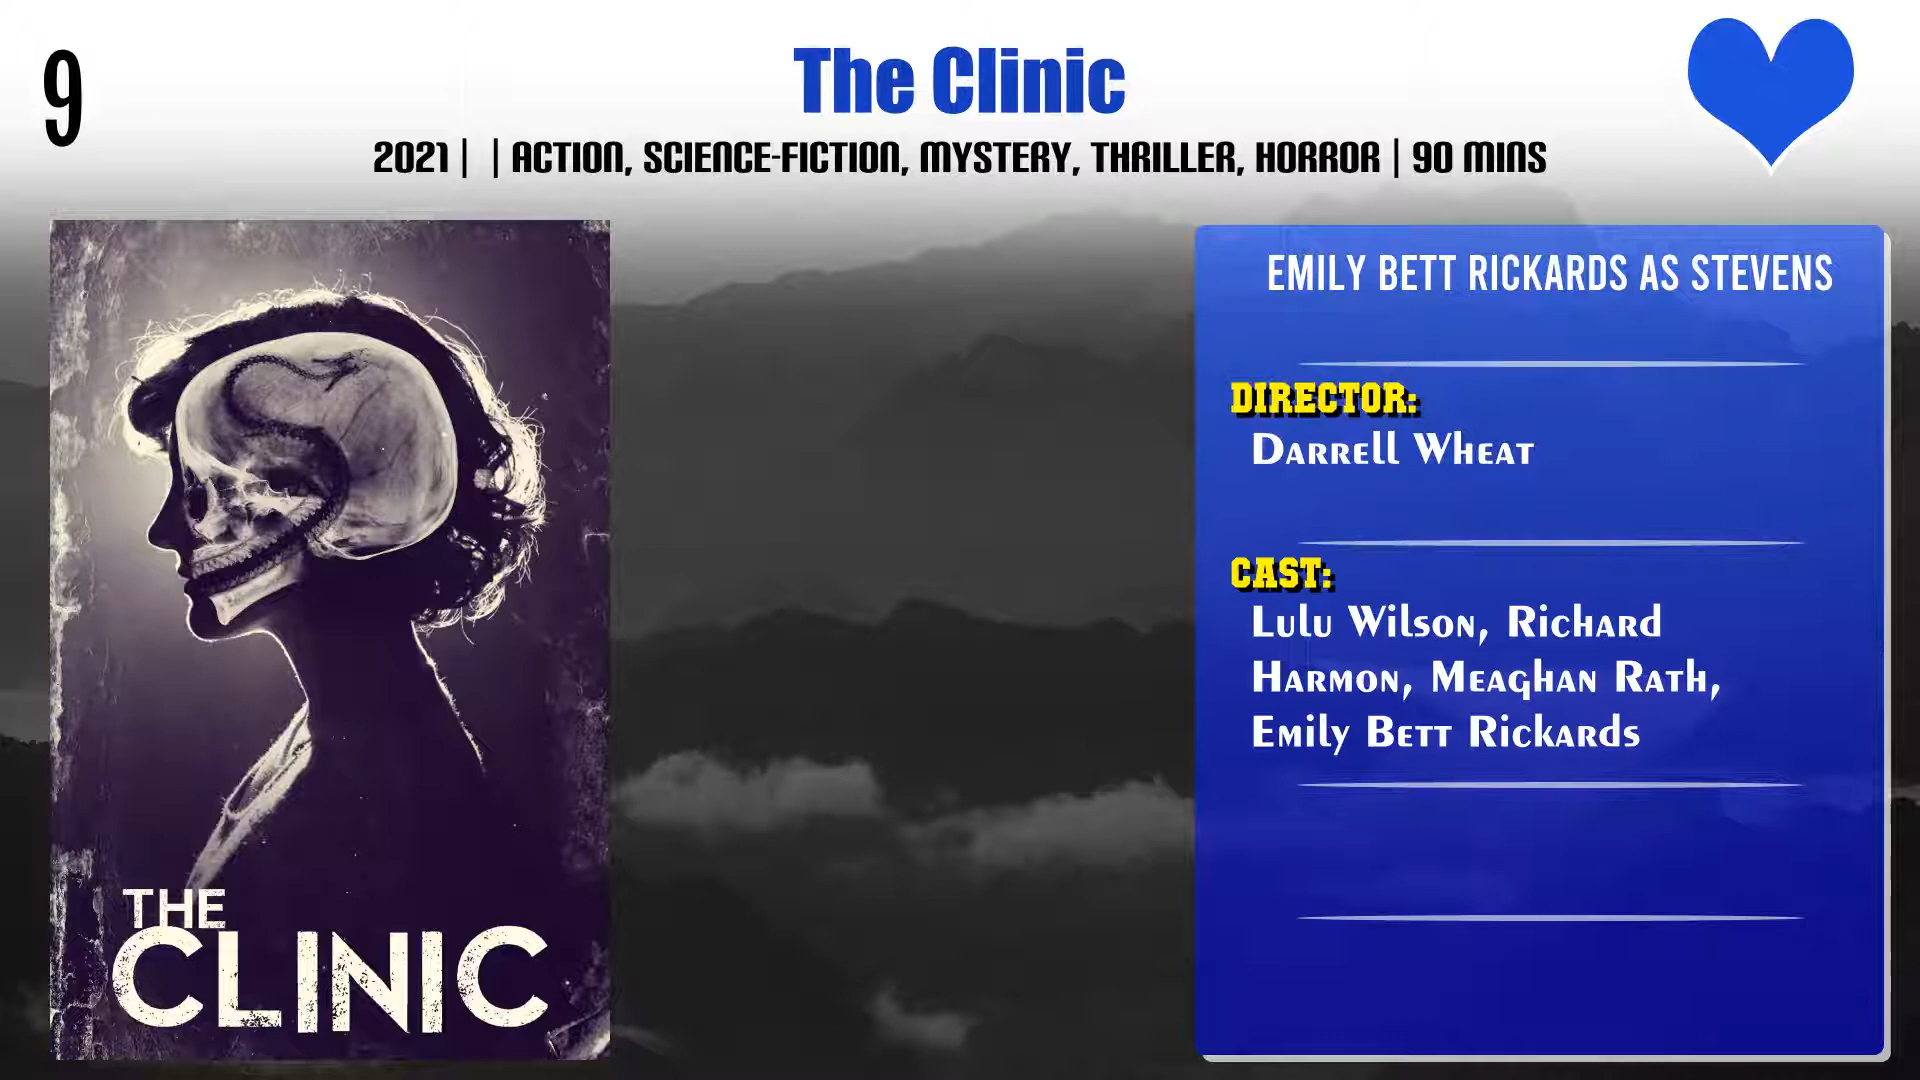 9
The Clinic
2021 | | ACTION, SCIENCE-FICTION, MYSTERY, THRILLER, HORROR | 90 MINS
EMILY BETT RICKARDS AS STEVENS
DIRECTOR:
Darrell Wheat
CAST:
Lulu Wilson, Richard
Harmon, Meaghan Rath,
Emily Bett Rickards
THE
CLINIC